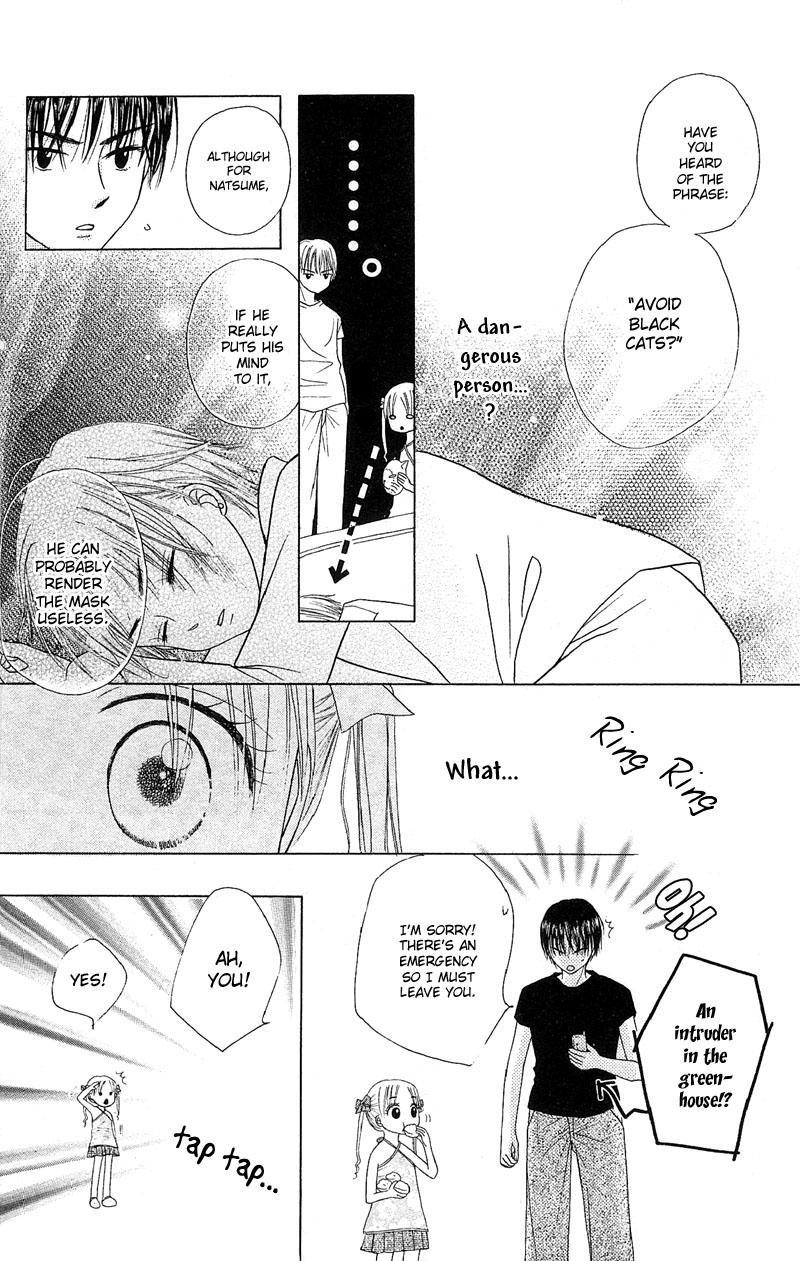 HAVE
YOU
HEARD
OF THE
PHRASE:
"AVOID
BLACK
CATS?"
A dan-
gerous
person...
?
ALTHOUGH
FOR
NATSUME,
IF HE
REALLY
PUTS HIS
MIND
TO IT,
HE CAN
PROBABLY
RENDER
THE MASK
USELESS.
Ring Ring
What...
Oh!
An
intruder
in the
green-
house!?
I'M SORRY!
THERE'S AN
EMERGENCY
SO I MUST
LEAVE YOU.
AH,
YOU!
YES!
tap tap...